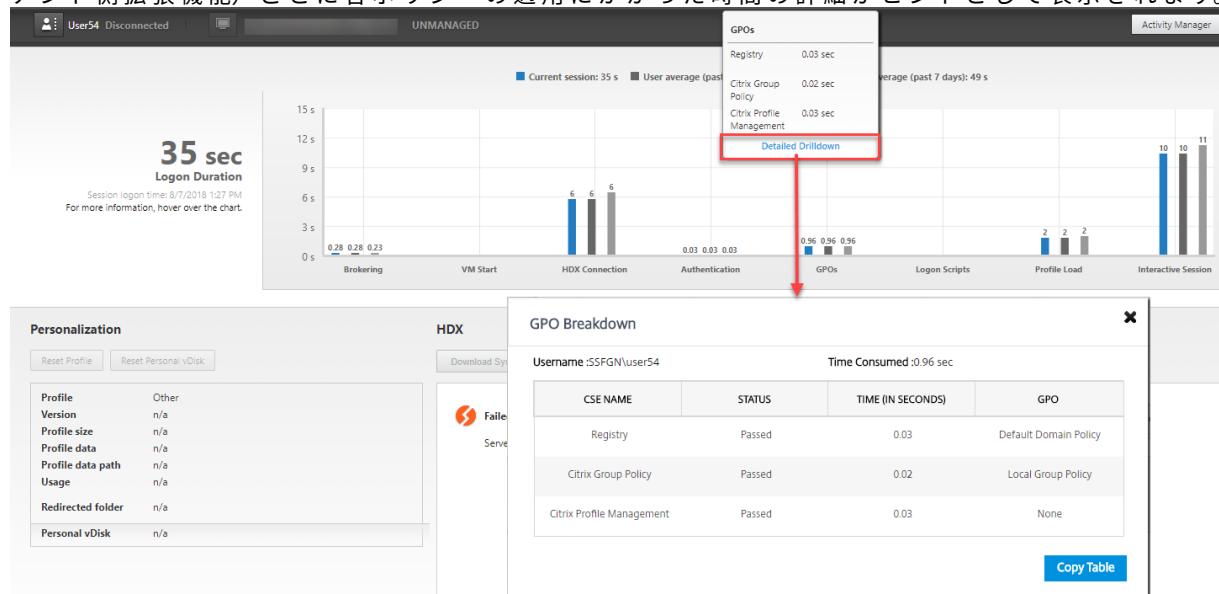 User54 Disconnected
UNMANAGED
Activity Manager
GPOs
Registry 0.03 sec
Citrix Group Policy 0.02 sec
Citrix Profile Management 0.03 sec
Detailed Drilldown
Current session: 35 s
User average (past
verage (past 7 days): 49 s
35 sec
Logon Duration
Session logon time: 8/7/2018 1:27 PM
For more information, hover over the chart.
15 s
12 s
9 s
6 s
3 s
0 s
0.28 0.28 0.23
6 6 6
0.03 0.03 0.03
0.96 0.96 0.96
2 2 2
10 10 11
Brokering
VM Start
HDX Connection
Authentication
GPOs
Logon Scripts
Profile Load
Interactive Session
Personalization
Reset Profile
Reset Personal vDisk
Profile Other
Version n/a
Profile size n/a
Profile data n/a
Profile data path n/a
Usage n/a
Redirected folder n/a
Personal vDisk n/a
HDX
Download Sy
Faile
Serve
GPO Breakdown
Username :SSFGN\user54
Time Consumed :0.96 sec
CSE NAME STATUS TIME (IN SECONDS) GPO
Registry Passed 0.03 Default Domain Policy
Citrix Group Policy Passed 0.02 Local Group Policy
Citrix Profile Management Passed 0.03 None
Copy Table